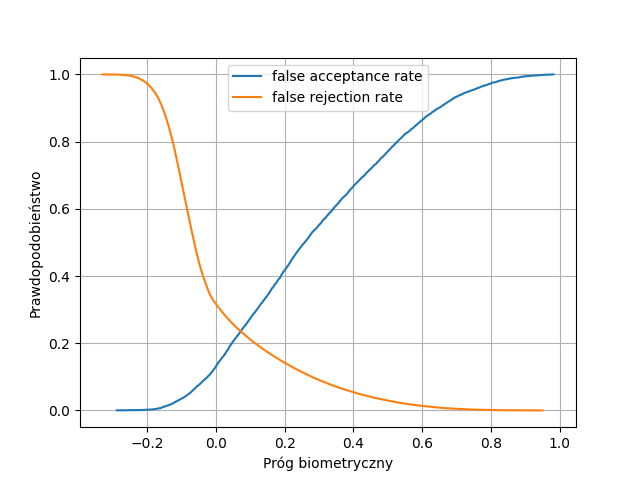 false acceptance rate
false rejection rate
1.0
0.8
0.6
0.4
0.2
0.0
−0.2 0.0 0.2 0.4 0.6 0.8 1.0
Próg biometryczny
Prawdopodobieństwo